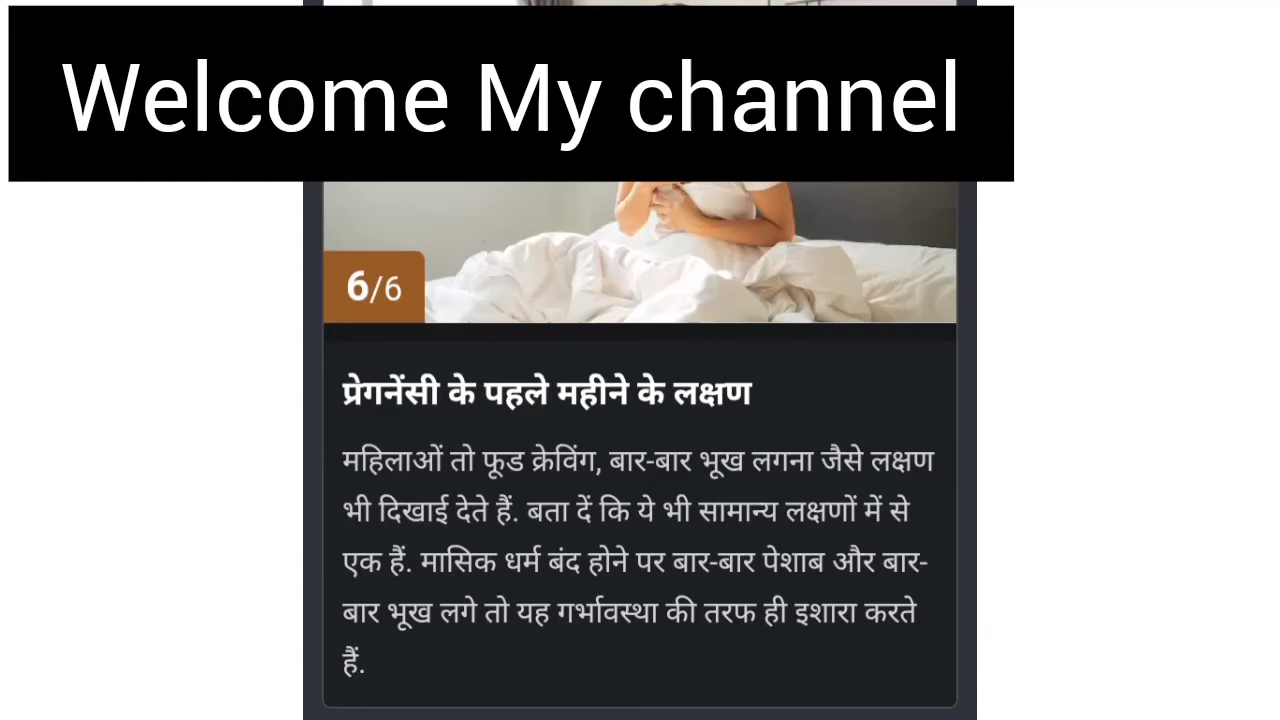 Welcome My channel
6/6
प्रेगनेंसी के पहले महीने के लक्षण
महिलाओं तो फूड क्रेविंग, बार-बार भूख लगना जैसे लक्षण
भी दिखाई देते हैं. बता दें कि ये भी सामान्य लक्षणों में से
एक हैं. मासिक धर्म बंद होने पर बार-बार पेशाब और बार-
बार भूख लगे तो यह गर्भावस्था की तरफ ही इशारा करते
हैं.